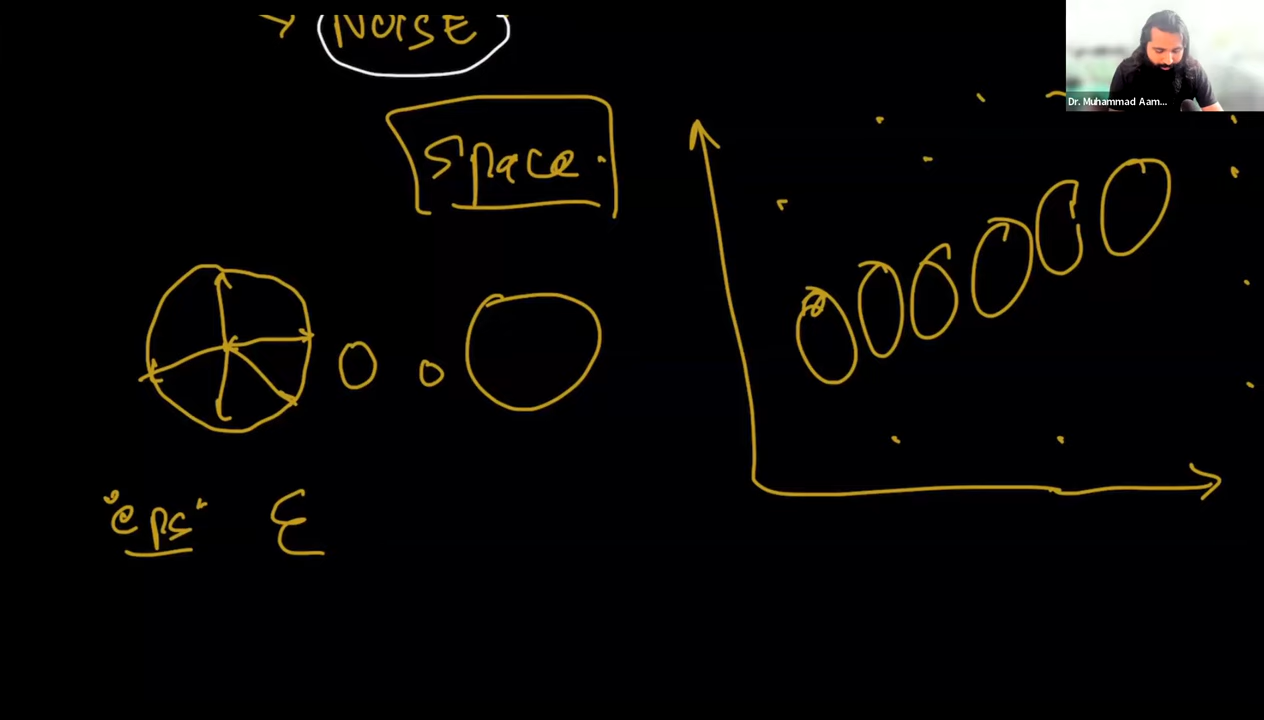 → NOISE
Dr. Muhammad Aam...
Space.
"eps" ε